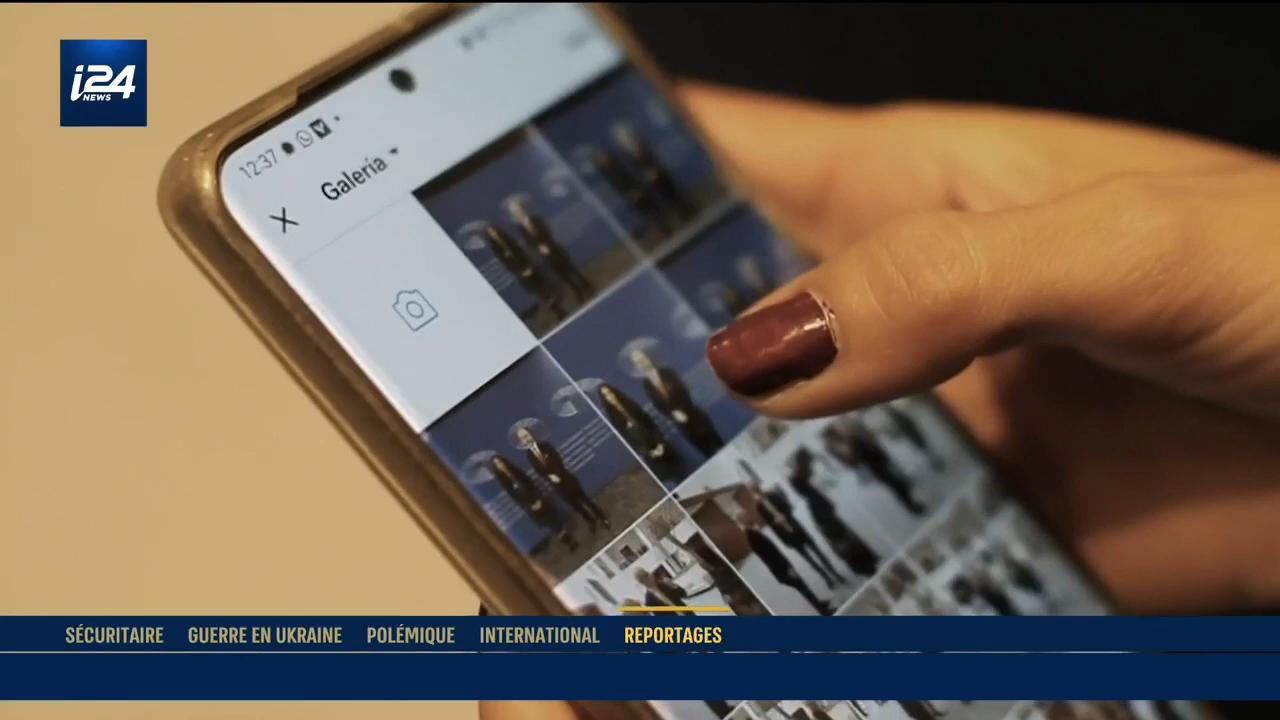 i24
NEWS
12:37
Galeria
SÉCURITAIRE GUERRE EN UKRAINE POLÉMIQUE INTERNATIONAL REPORTAGES